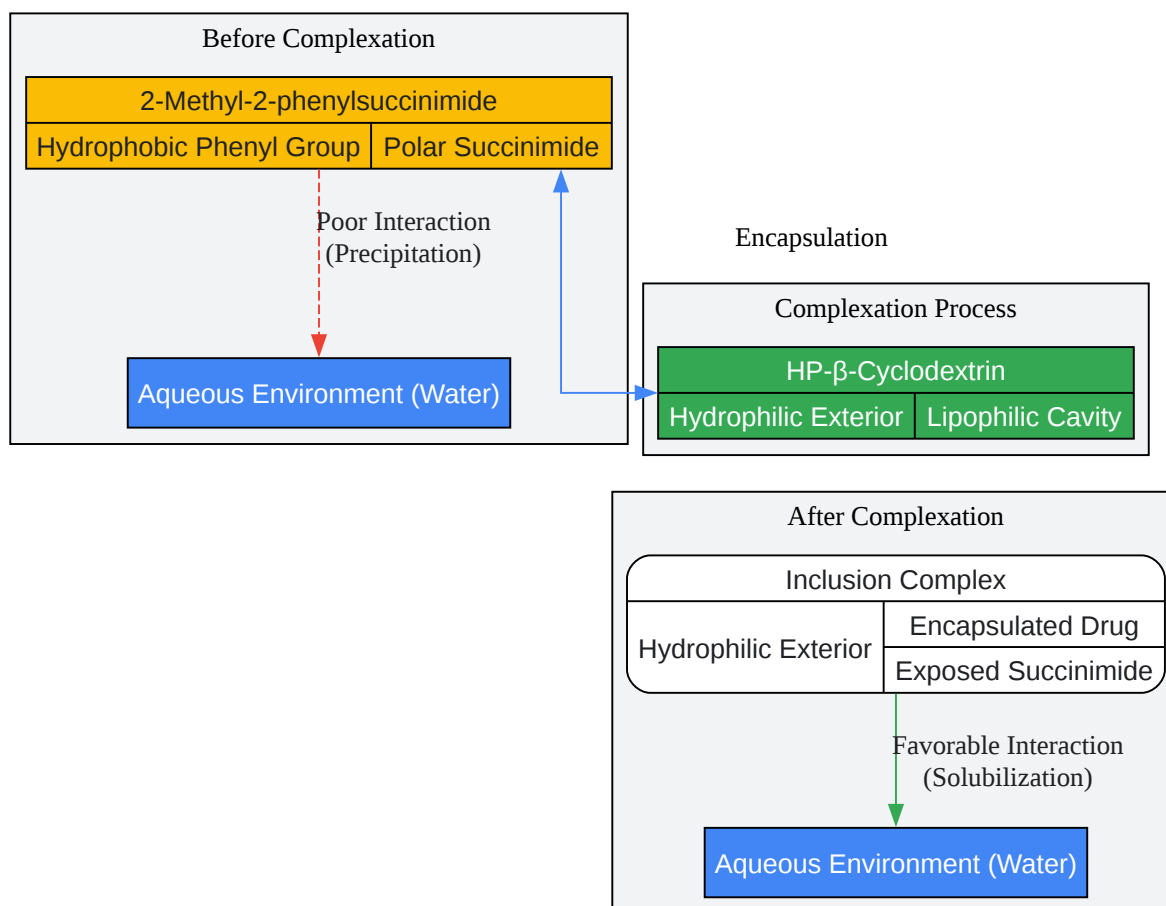 Before Complexation
2-Methyl-2-phenylsuccinimide
Hydrophobic Phenyl Group
Polar Succinimide
Poor Interaction
(Precipitation)
Aqueous Environment (Water)
Encapsulation
Complexation Process
HP-β-Cyclodextrin
Hydrophilic Exterior
Lipophilic Cavity
After Complexation
Inclusion Complex
Hydrophilic Exterior
Encapsulated Drug
Exposed Succinimide
Favorable Interaction
(Solubilization)
Aqueous Environment (Water)